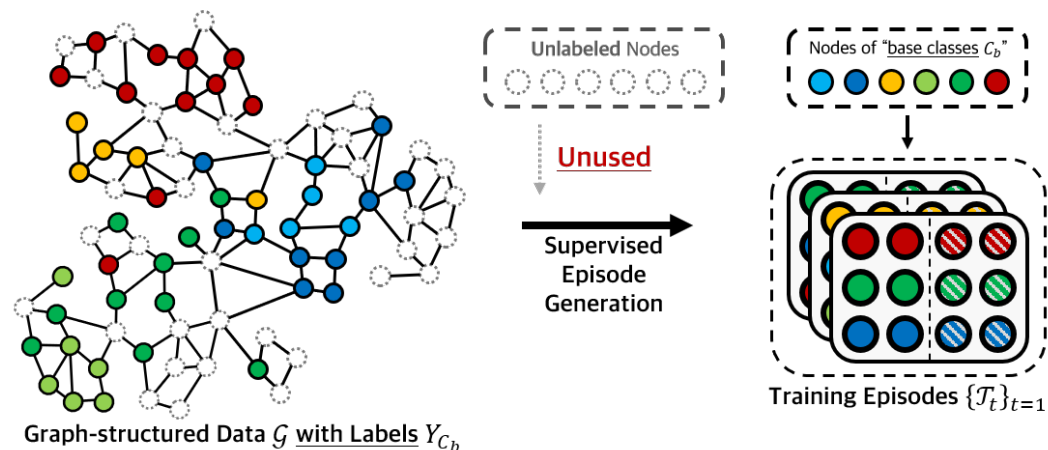 Unlabeled Nodes
Nodes of “base classes C_b”
Unused
Supervised
Episode
Generation
Training Episodes {𝒯_t}_{t=1}
Graph-structured Data 𝒢 with Labels Y_{C_b}